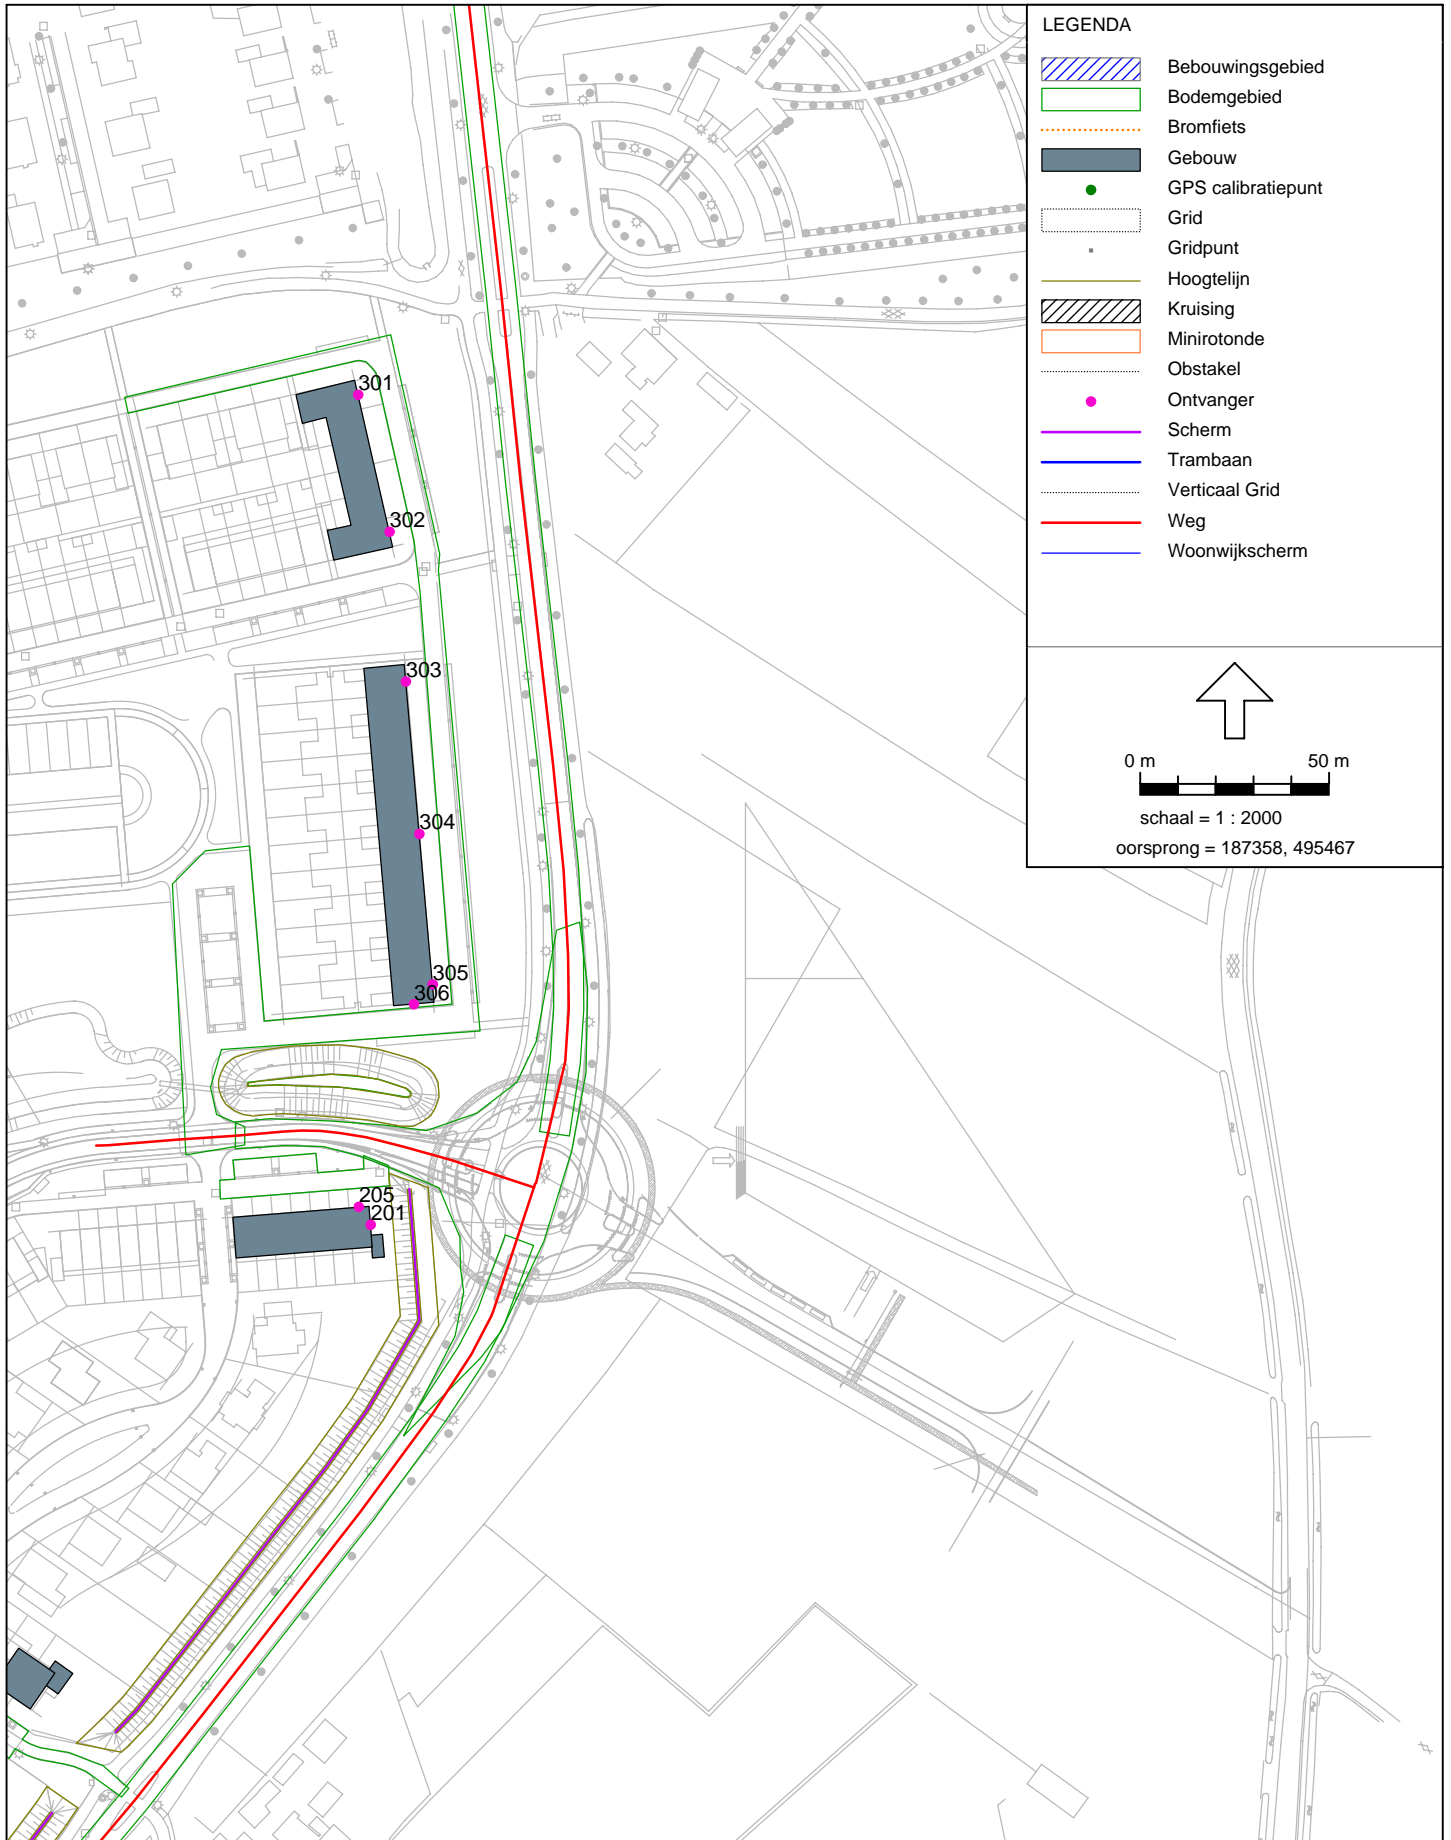 LEGENDA
Bebouwingsgebied
Bodemgebied
Bromfiets
Gebouw
GPS calibratiepunt
Grid
Gridpunt
Hoogtelijn
Kruising
Minirotonde
Obstakel
Ontvanger
Scherm
Trambaan
Verticaal Grid
Weg
Woonwijkscherm
0 m 50 m
schaal = 1 : 2000
oorsprong = 187358, 495467
301
302
303
304
305
306
205
201